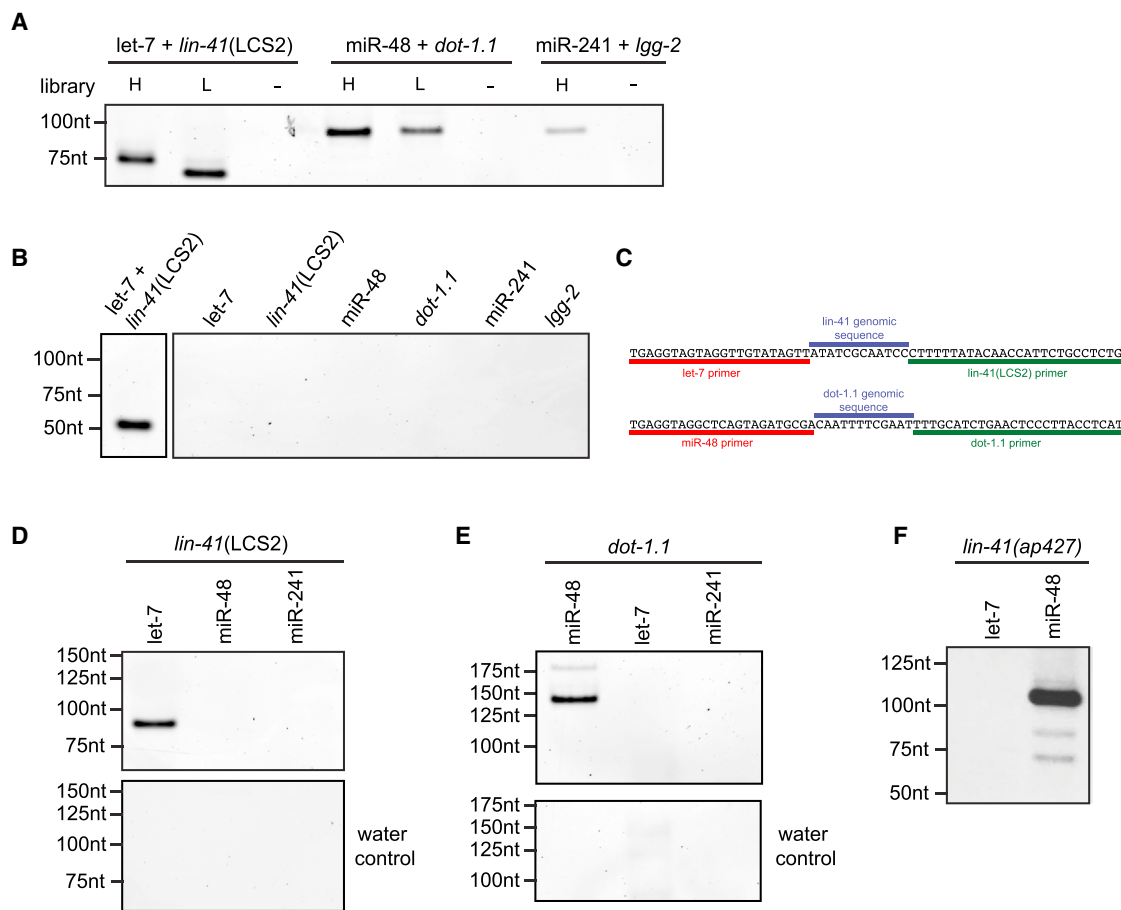 A
let-7 + lin-41(LCS2)
miR-48 + dot-1.1
miR-241 + lgg-2
library
H
L
-
H
L
-
H
-
100nt
75nt
B
let-7 +
lin-41(LCS2)
let-7
lin-41(LCS2)
miR-48
dot-1.1
miR-241
lgg-2
100nt
75nt
50nt
C
lin-41 genomic
sequence
TGAGGTAGTAGGTTGTATAGTTATATCGCAATCCCTTTTTATACAACCATTCTGCCTCTG
let-7 primer
lin-41(LCS2) primer
dot-1.1 genomic
sequence
TGAGGTAGGCTCAGTAGATGCGACAATTTTCGAATTTTGCATCTGAACTCCCTTACCTCAT
miR-48 primer
dot-1.1 primer
D
lin-41(LCS2)
let-7
miR-48
miR-241
150nt
125nt
100nt
75nt
150nt
125nt
100nt
75nt
water
control
E
dot-1.1
miR-48
let-7
miR-241
175nt
150nt
125nt
100nt
175nt
150nt
125nt
100nt
water
control
F
lin-41(ap427)
let-7
miR-48
125nt
100nt
75nt
50nt